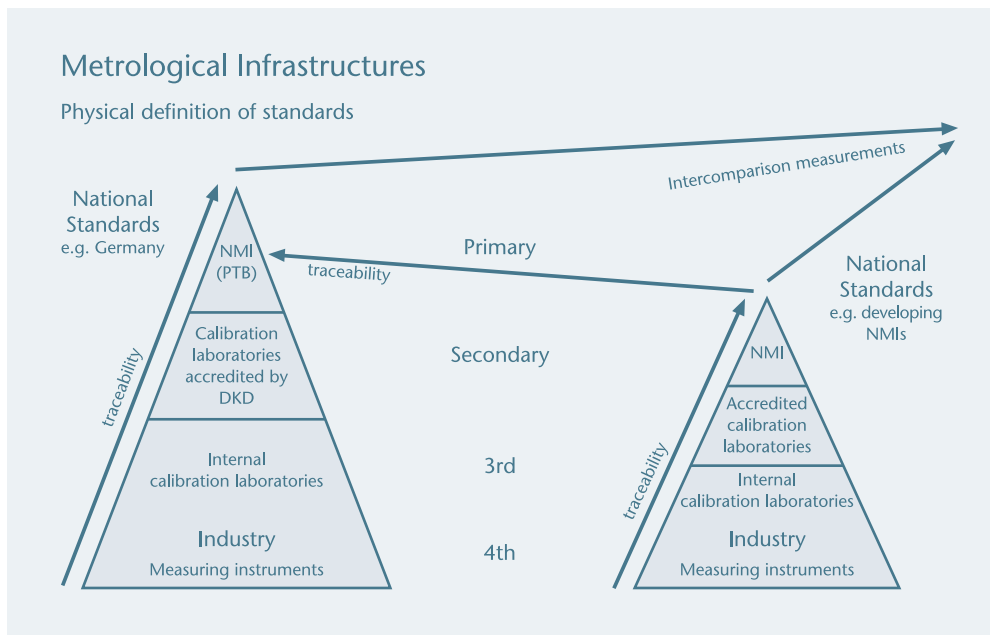 Metrological Infrastructures
Physical definition of standards
Intercomparison measurements
National
Standards
e.g. Germany
NMI
(PTB)
Primary
traceability
National
Standards
e.g. developing
NMIs
Calibration
laboratories
accredited by
DKD
Secondary
NMI
traceability
Accredited
calibration
laboratories
Internal
calibration laboratories
3rd
traceability
Internal
calibration laboratories
Industry
Measuring instruments
4th
Industry
Measuring instruments